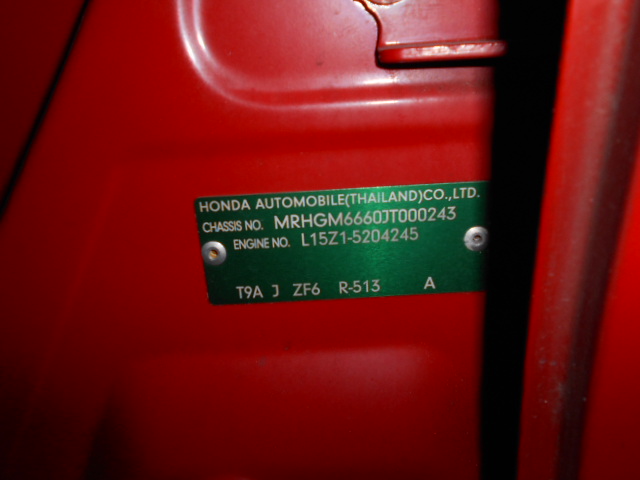 HONDA AUTOMOBILE(THAILAND)CO.,LTD.
CHASSIS NO. MRHGM6660JT000243
ENGINE NO. L15Z1-5204245
T9A J ZF6 R-513 A